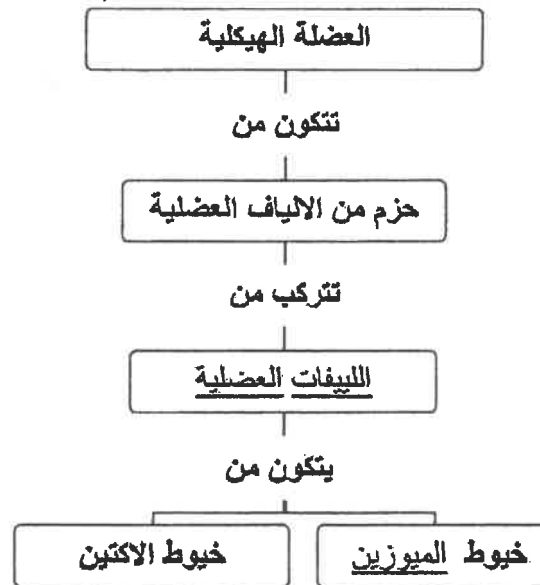 العضلة الهيكلية
تتكون من
حزم من الالياف العضلية
تتركب من
اللييفات العضلية
يتكون من
خيوط الميوزين
خيوط الاكتين